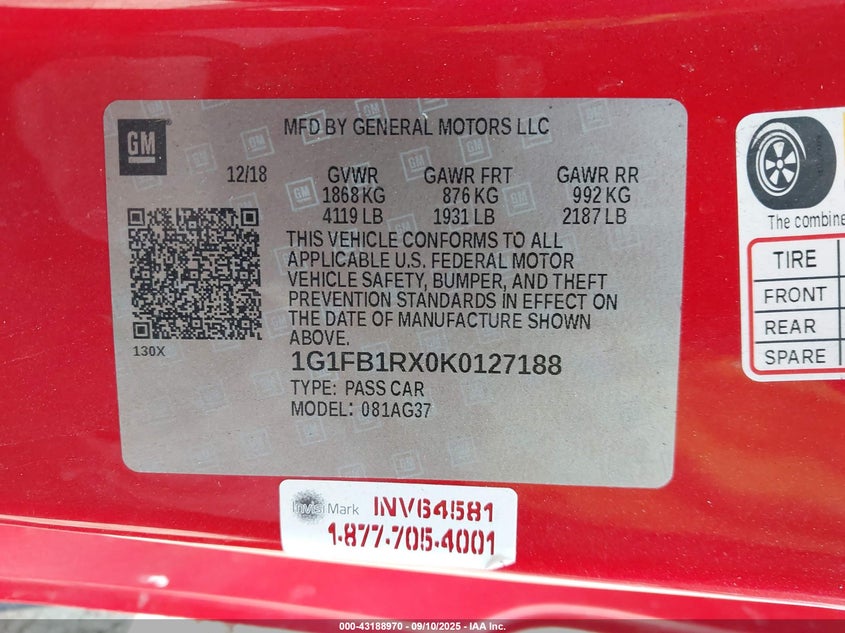 GM
MFD BY GENERAL MOTORS LLC
12/18 GVWR GAWR FRT GAWR RR
1868 KG 876 KG 992 KG
4119 LB 1931 LB 2187 LB
THIS VEHICLE CONFORMS TO ALL
APPLICABLE U.S. FEDERAL MOTOR
VEHICLE SAFETY, BUMPER, AND THEFT
PREVENTION STANDARDS IN EFFECT ON
THE DATE OF MANUFACTURE SHOWN
ABOVE.
130X
1G1FB1RX0K0127188
TYPE: PASS CAR
MODEL: 081AG37
InvisiMark INV64581
1-877-705-4001
The combine
TIRE
FRONT
REAR
SPARE
000-43188970 — 09/10/2025 — IAA Inc.